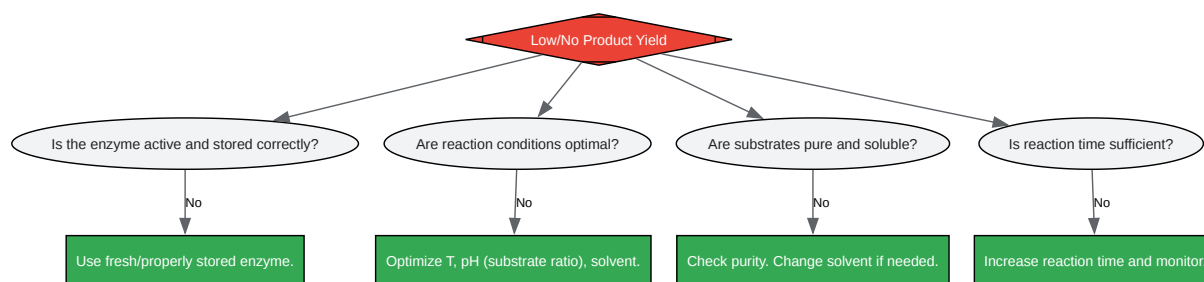 Low/No Product Yield
Is the enzyme active and stored correctly?
Are reaction conditions optimal?
Are substrates pure and soluble?
Is reaction time sufficient?
No
No
No
No
Use fresh/properly stored enzyme.
Optimize T, pH (substrate ratio), solvent.
Check purity. Change solvent if needed.
Increase reaction time and monitor